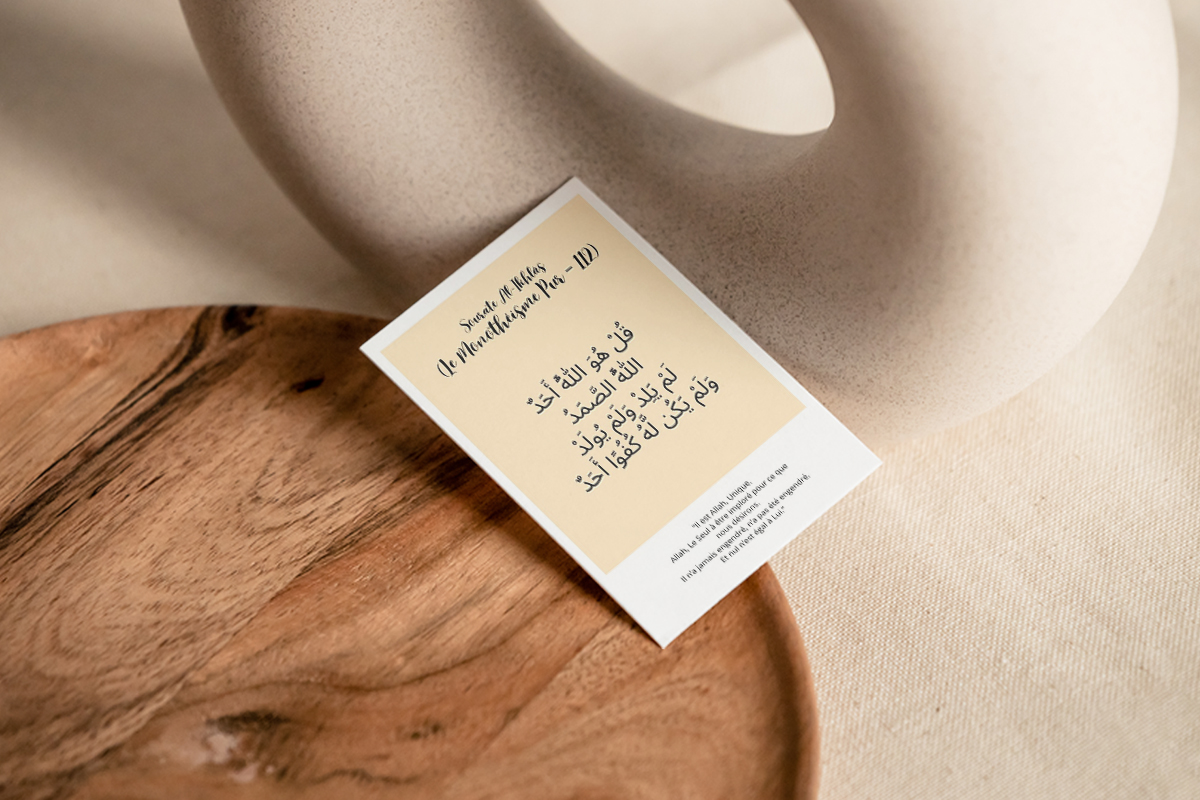 Sourate Al-Ikhlas
(Le Monothéisme Pur - 112)
قُلْ هُوَ اللَّهُ أَحَدٌ
اللَّهُ الصَّمَدُ
لَمْ يَلِدْ وَلَمْ يُولَدْ
وَلَمْ يَكُن لَّهُ كُفُوًا أَحَدٌ
"Il est Allah, Unique.
Allah, Le Seul à être imploré pour ce que
nous désirons.
Il n'a jamais engendré, n'a pas été engendré.
Et nul n'est égal à Lui."